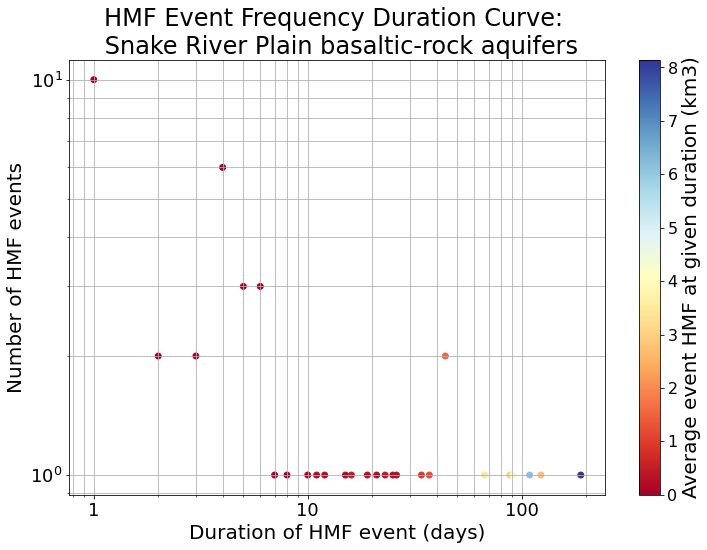 HMF Event Frequency Duration Curve:
Snake River Plain basaltic-rock aquifers
10¹
10⁰
Number of HMF events
1
10
100
Duration of HMF event (days)
8
7
6
5
4
3
2
1
0
Average event HMF at given duration (km3)